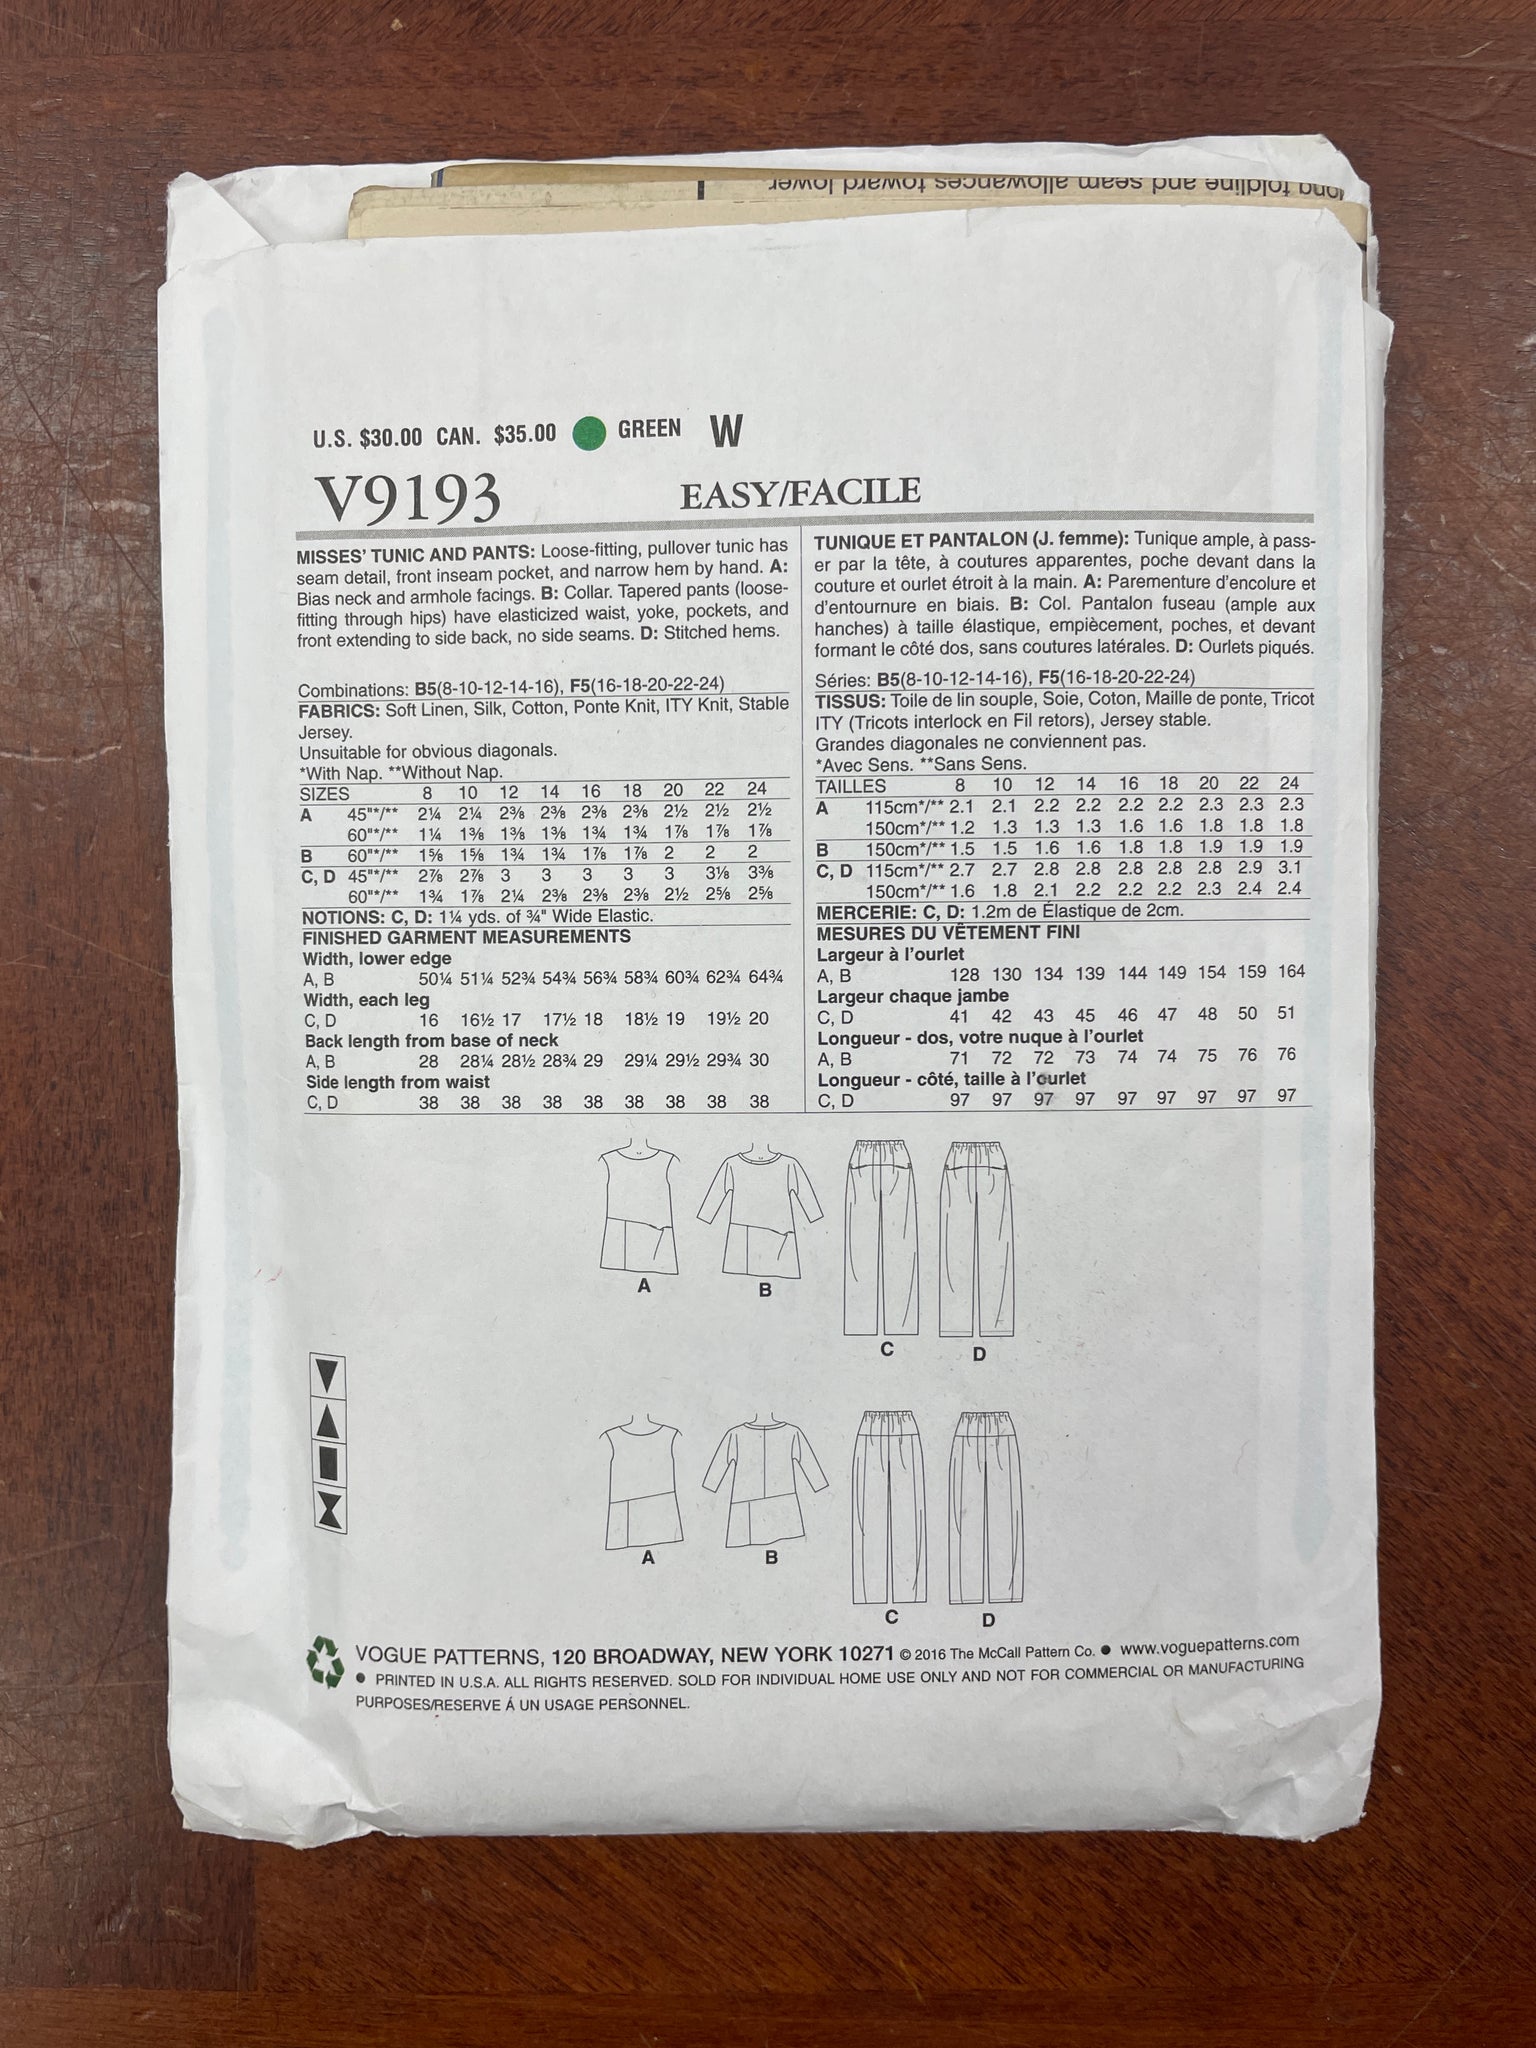 ong foldline and seam allowances toward lower
U.S. $30.00 CAN. $35.00 GREEN W
V9193 EASY/FACILE
MISSES' TUNIC AND PANTS: Loose-fitting, pullover tunic has
seam detail, front inseam pocket, and narrow hem by hand. A:
Bias neck and armhole facings. B: Collar. Tapered pants (loose-
fitting through hips) have elasticized waist, yoke, pockets, and
front extending to side back, no side seams. D: Stitched hems.
Combinations: B5(8-10-12-14-16), F5(16-18-20-22-24)
FABRICS: Soft Linen, Silk, Cotton, Ponte Knit, ITY Knit, Stable
Jersey.
Unsuitable for obvious diagonals.
*With Nap. **Without Nap.
SIZES 8 10 12 14 16 18 20 22 24
A 45"*/** 2¼ 2¼ 2⅜ 2⅜ 2⅜ 2⅜ 2½ 2½ 2½
60"*/** 1¼ 1⅜ 1⅜ 1⅜ 1¾ 1¾ 1⅞ 1⅞ 1⅞
B 60"*/** 1⅝ 1⅝ 1¾ 1¾ 1⅞ 1⅞ 2 2 2
C, D 45"*/** 2⅞ 2⅞ 3 3 3 3 3 3⅛ 3⅜
60"*/** 1¾ 1⅞ 2¼ 2⅜ 2⅜ 2⅜ 2½ 2⅝ 2⅝
NOTIONS: C, D: 1¼ yds. of ¾" Wide Elastic.
FINISHED GARMENT MEASUREMENTS
Width, lower edge
A, B 50¼ 51¼ 52¾ 54¾ 56¾ 58¾ 60¾ 62¾ 64¾
Width, each leg
C, D 16 16½ 17 17½ 18 18½ 19 19½ 20
Back length from base of neck
A, B 28 28¼ 28½ 28¾ 29 29¼ 29½ 29¾ 30
Side length from waist
C, D 38 38 38 38 38 38 38 38 38
TUNIQUE ET PANTALON (J. femme): Tunique ample, à pass-
er par la tête, à coutures apparentes, poche devant dans la
couture et ourlet étroit à la main. A: Parementure d'encolure et
d'entournure en biais. B: Col. Pantalon fuseau (ample aux
hanches) à taille élastique, empiècement, poches, et devant
formant le côté dos, sans coutures latérales. D: Ourlets piqués.
Séries: B5(8-10-12-14-16), F5(16-18-20-22-24)
TISSUS: Toile de lin souple, Soie, Coton, Maille de ponte, Tricot
ITY (Tricots interlock en Fil retors), Jersey stable.
Grandes diagonales ne conviennent pas.
*Avec Sens. **Sans Sens.
TAILLES 8 10 12 14 16 18 20 22 24
A 115cm*/** 2.1 2.1 2.2 2.2 2.2 2.2 2.3 2.3 2.3
150cm*/** 1.2 1.3 1.3 1.3 1.6 1.6 1.8 1.8 1.8
B 150cm*/** 1.5 1.5 1.6 1.6 1.8 1.8 1.9 1.9 1.9
C, D 115cm*/** 2.7 2.7 2.8 2.8 2.8 2.8 2.8 2.9 3.1
150cm*/** 1.6 1.8 2.1 2.2 2.2 2.2 2.3 2.4 2.4
MERCERIE: C, D: 1.2m de Élastique de 2cm.
MESURES DU VÊTEMENT FINI
Largeur à l'ourlet
A, B 128 130 134 139 144 149 154 159 164
Largeur chaque jambe
C, D 41 42 43 45 46 47 48 50 51
Longueur - dos, votre nuque à l'ourlet
A, B 71 72 72 73 74 74 75 76 76
Longueur - côté, taille à l'ourlet
C, D 97 97 97 97 97 97 97 97 97
A B C D
A B C D
VOGUE PATTERNS, 120 BROADWAY, NEW YORK 10271 © 2016 The McCall Pattern Co. ● www.voguepatterns.com
● PRINTED IN U.S.A. ALL RIGHTS RESERVED. SOLD FOR INDIVIDUAL HOME USE ONLY AND NOT FOR COMMERCIAL OR MANUFACTURING
PURPOSES/RESERVE Á UN USAGE PERSONNEL.